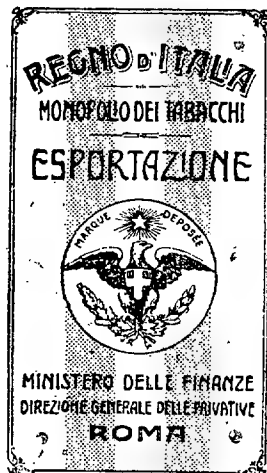 REGNO D'ITALIA
MONOPOLIO DEI TABACCHI
ESPORTAZIONE
MARQUE DEPOSÉE
MINISTERO DELLE FINANZE
DIREZIONE GENERALE DELLE PRIVATIVE
ROMA